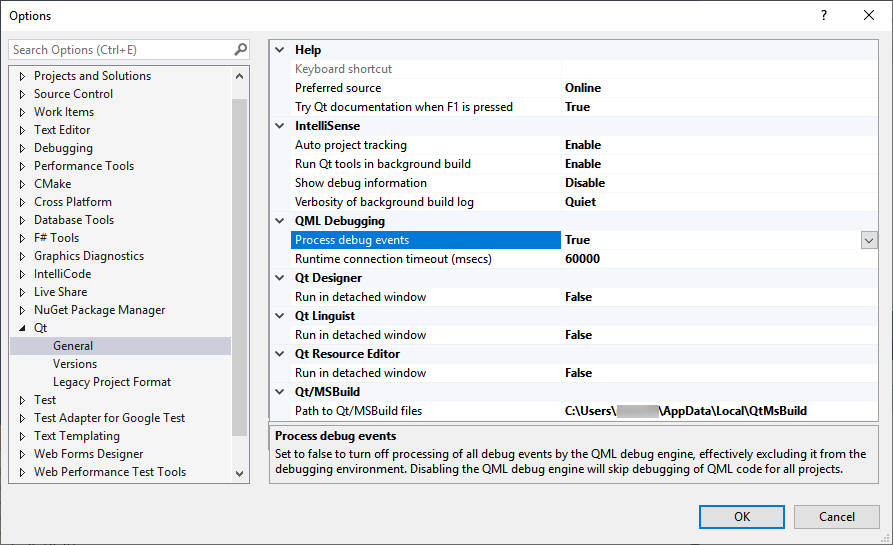 Options
?
Search Options (Ctrl+E)
Projects and Solutions
Source Control
Work Items
Text Editor
Debugging
Performance Tools
CMake
Cross Platform
Database Tools
F# Tools
Graphics Diagnostics
IntelliCode
Live Share
NuGet Package Manager
Qt
General
Versions
Legacy Project Format
Test
Test Adapter for Google Test
Text Templating
Web Forms Designer
Web Performance Test Tools
Help
Keyboard shortcut
Preferred source Online
Try Qt documentation when F1 is pressed True
IntelliSense
Auto project tracking Enable
Run Qt tools in background build Enable
Show debug information Disable
Verbosity of background build log Quiet
QML Debugging
Process debug events True
Runtime connection timeout (msecs) 60000
Qt Designer
Run in detached window False
Qt Linguist
Run in detached window False
Qt Resource Editor
Run in detached window False
Qt/MSBuild
Path to Qt/MSBuild files C:\Users\ \AppData\Local\QtMsBuild
Process debug events
Set to false to turn off processing of all debug events by the QML debug engine, effectively excluding it from the
debugging environment. Disabling the QML debug engine will skip debugging of QML code for all projects.
OK Cancel